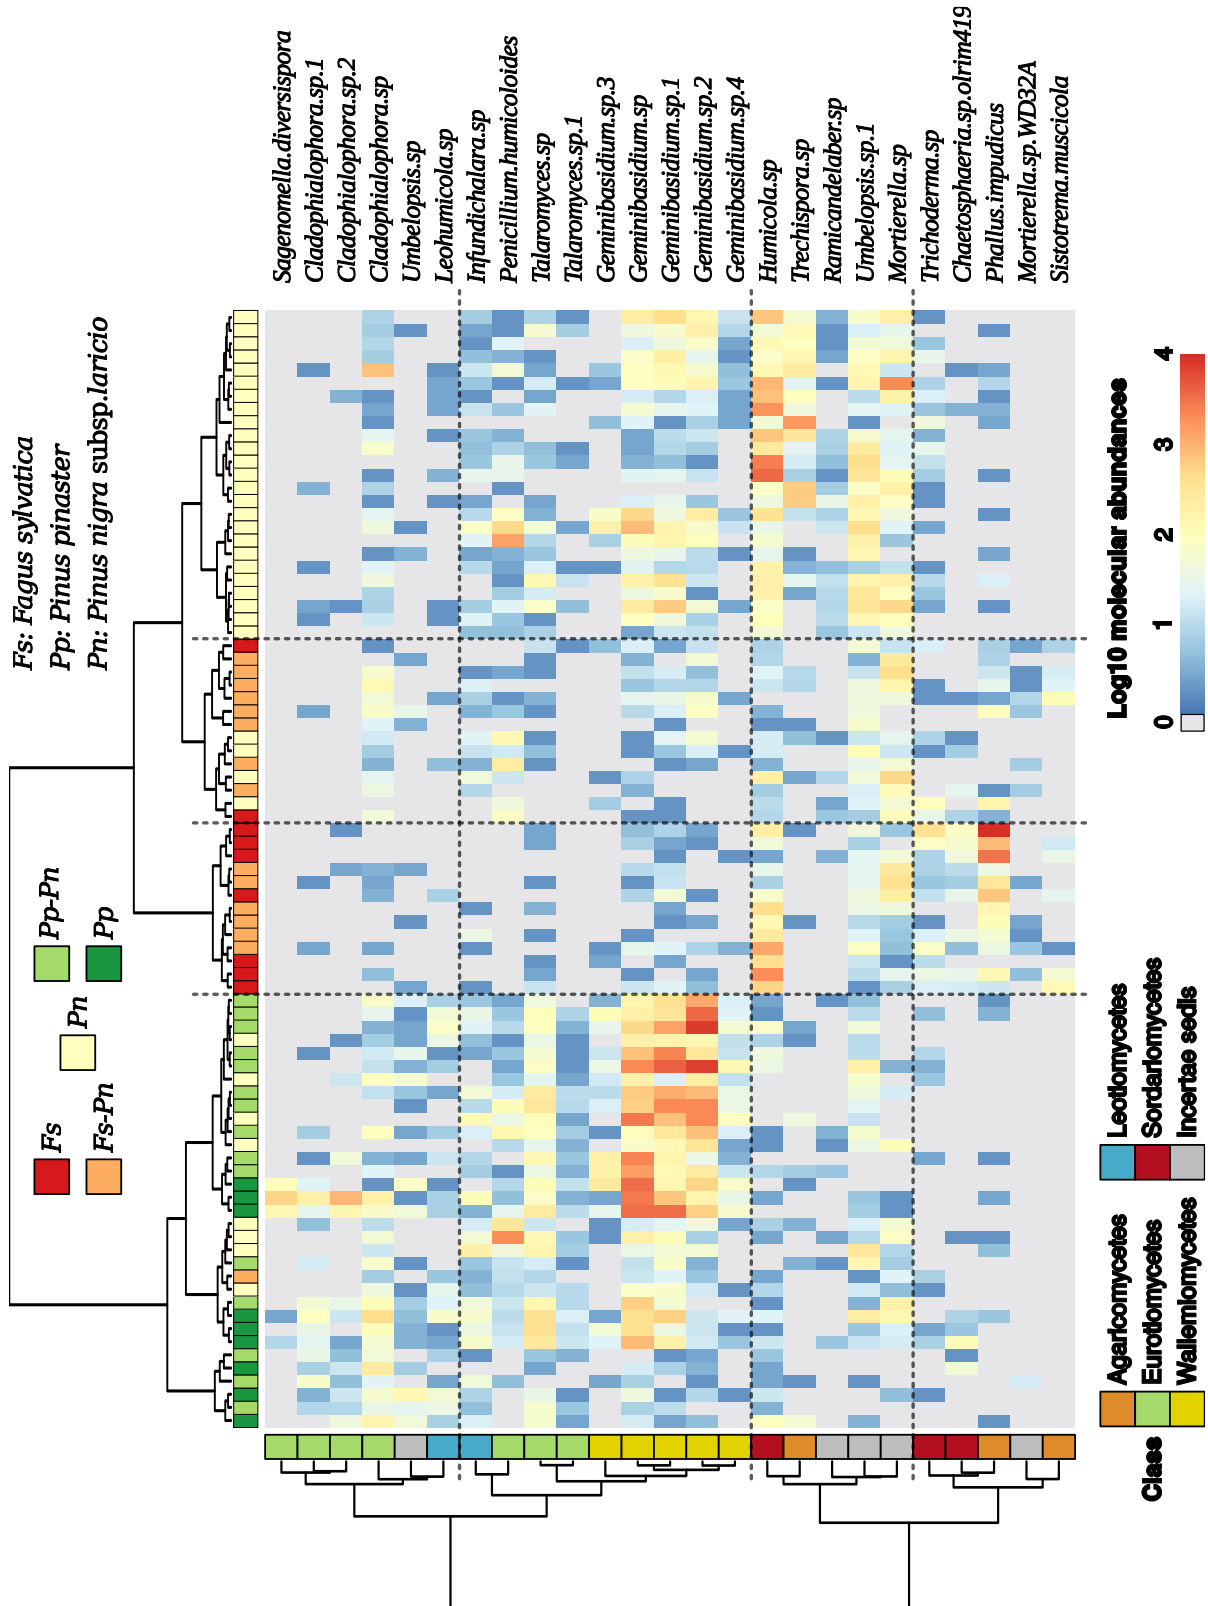 Fs: Fagus sylvatica
Pp: Pinus pinaster
Pn: Pinus nigra subsp.laricio
Fs
Fs-Pn
Pn
Pp-Pn
Pp
Sagenomella.diversispora
Cladophialophora.sp.1
Cladophialophora.sp.2
Cladophialophora.sp
Umbelopsis.sp
Leohumicola.sp
Infundichalara.sp
Penicillium.humicoloides
Talaromyces.sp
Talaromyces.sp.1
Geminibasidium.sp.3
Geminibasidium.sp
Geminibasidium.sp.1
Geminibasidium.sp.2
Geminibasidium.sp.4
Humicola.sp
Trechispora.sp
Ramicandelaber.sp
Umbelopsis.sp.1
Mortierella.sp
Trichoderma.sp
Chaetosphaeria.sp.olrim419
Phallus.impudicus
Mortierella.sp.WD32A
Sistotrema.muscicola
Class
Agaricomycetes
Eurotiomycetes
Wallemiomycetes
Leotiomycetes
Sordariomycetes
Incertae sedis
Log10 molecular abundances
0 1 2 3 4